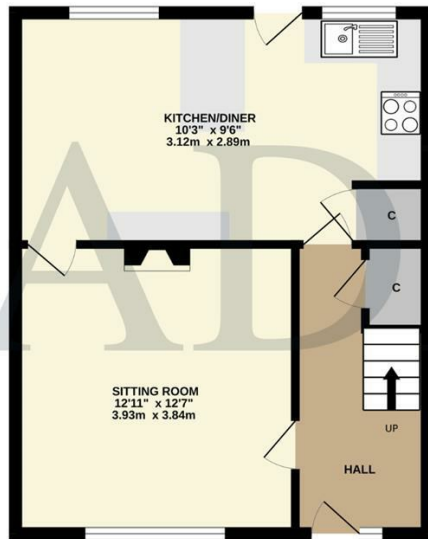 KITCHEN/DINER
10'3" x 9'6"
3.12m x 2.89m
C
C
SITTING ROOM
12'11" x 12'7"
3.93m x 3.84m
UP
HALL
AD